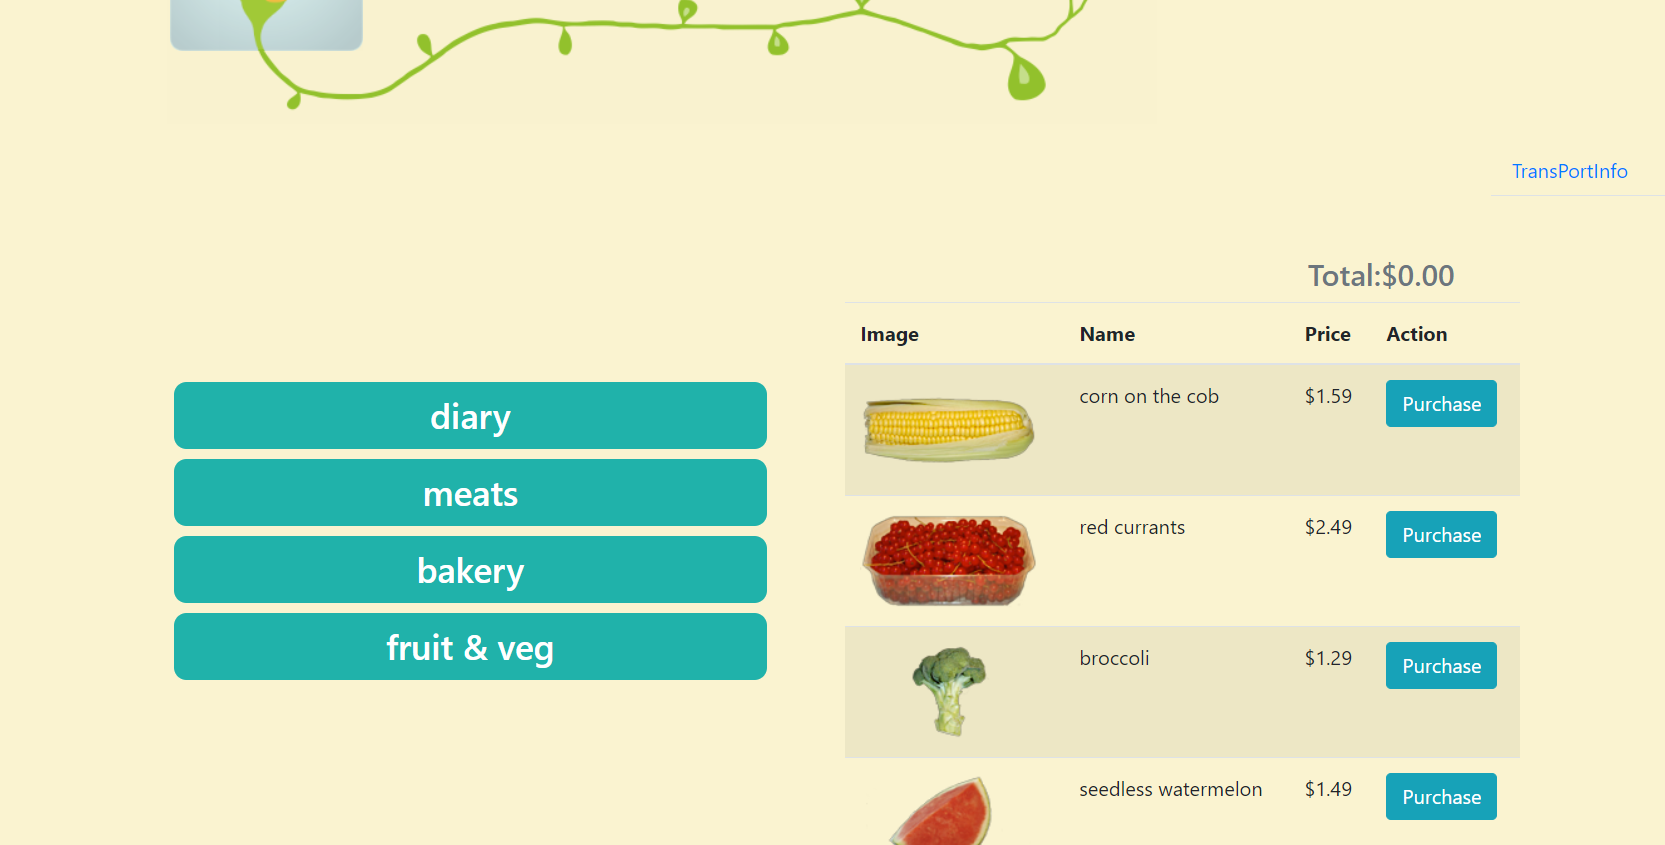 TransPortInfo
Total:$0.00
Image Name Price Action
diary
meats
bakery
fruit & veg
corn on the cob $1.59 Purchase
red currants $2.49 Purchase
broccoli $1.29 Purchase
seedless watermelon $1.49 Purchase